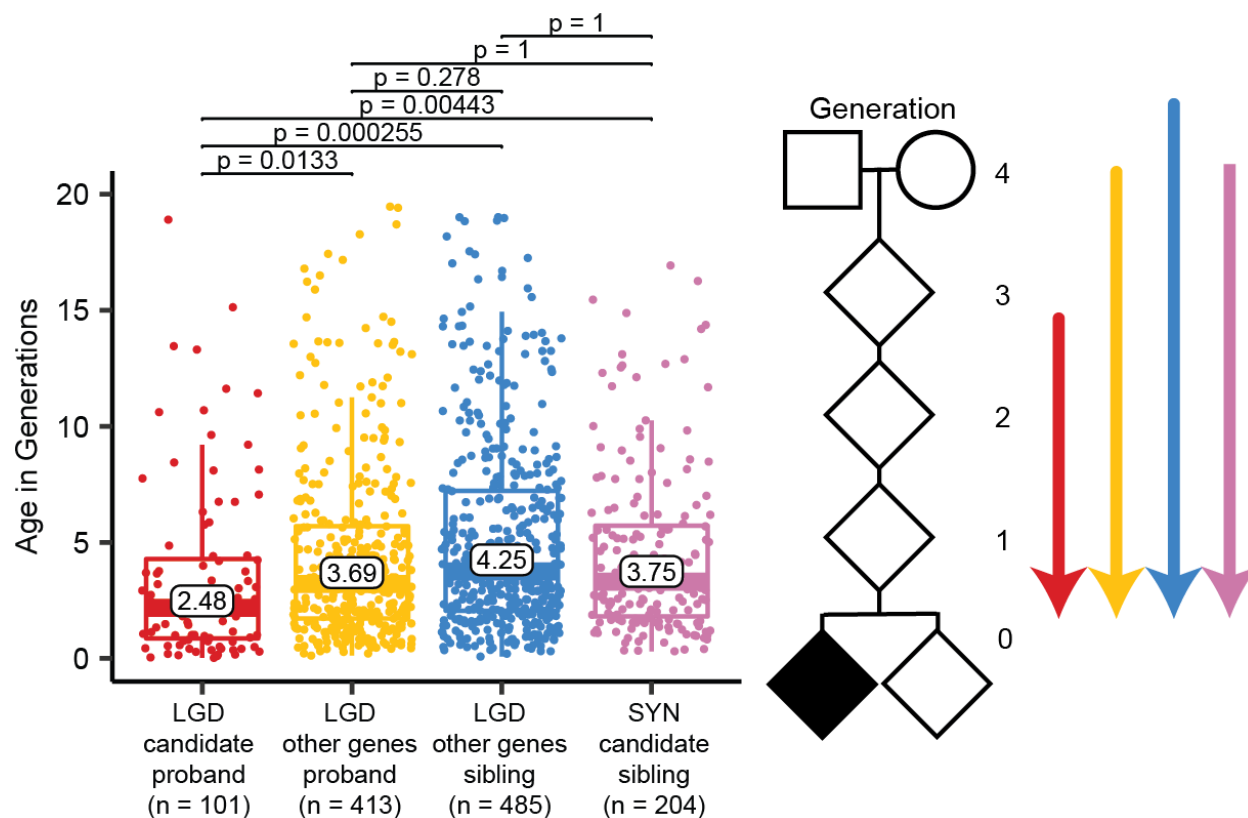 p = 1
p = 1
p = 0.278
p = 0.00443
p = 0.000255
p = 0.0133
Age in Generations
20
15
10
5
0
2.48
3.69
4.25
3.75
LGD
candidate
proband
(n = 101)
LGD
other genes
proband
(n = 413)
LGD
other genes
sibling
(n = 485)
SYN
candidate
sibling
(n = 204)
Generation
4
3
2
1
0